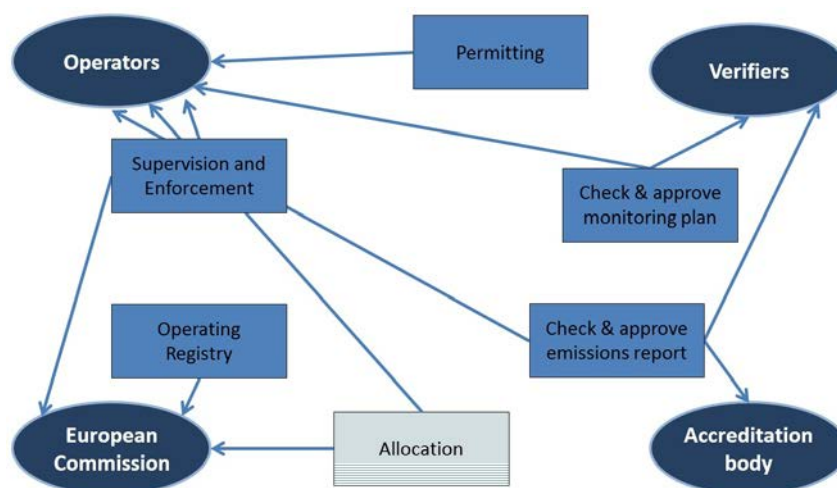 Operators
Permitting
Verifiers
Supervision and
Enforcement
Check & approve
monitoring plan
Operating
Registry
Check & approve
emissions report
European
Commission
Allocation
Accreditation
body